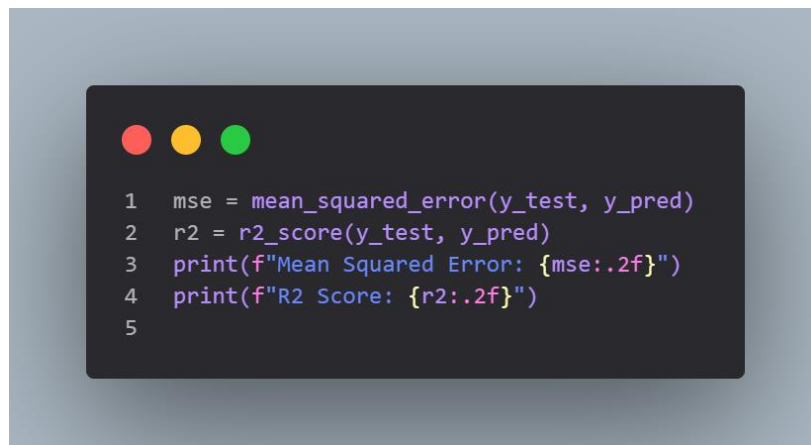 1 mse = mean_squared_error(y_test, y_pred)
2 r2 = r2_score(y_test, y_pred)
3 print(f"Mean Squared Error: {mse:.2f}")
4 print(f"R2 Score: {r2:.2f}")
5